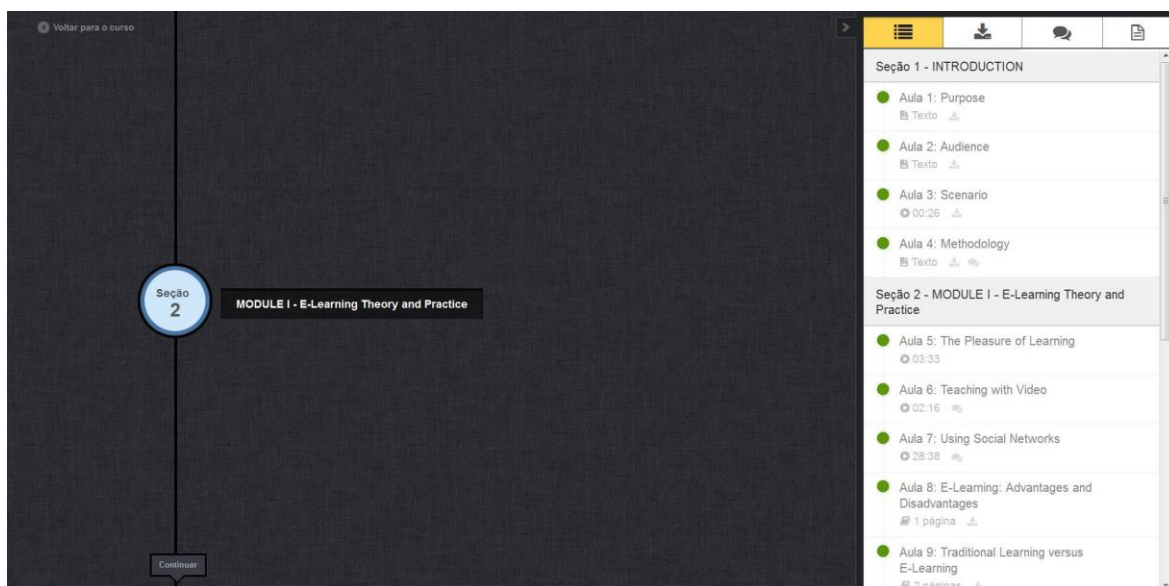 Voltar para o curso
Seção
2
MODULE I - E-Learning Theory and Practice
Continuar
Seção 1 - INTRODUCTION
Aula 1: Purpose
Texto
Aula 2: Audience
Texto
Aula 3: Scenario
00:26
Aula 4: Methodology
Texto
Seção 2 - MODULE I - E-Learning Theory and
Practice
Aula 5: The Pleasure of Learning
03:33
Aula 6: Teaching with Video
02:16
Aula 7: Using Social Networks
28:38
Aula 8: E-Learning: Advantages and
Disadvantages
1 página
Aula 9: Traditional Learning versus
E-Learning
2 páginas